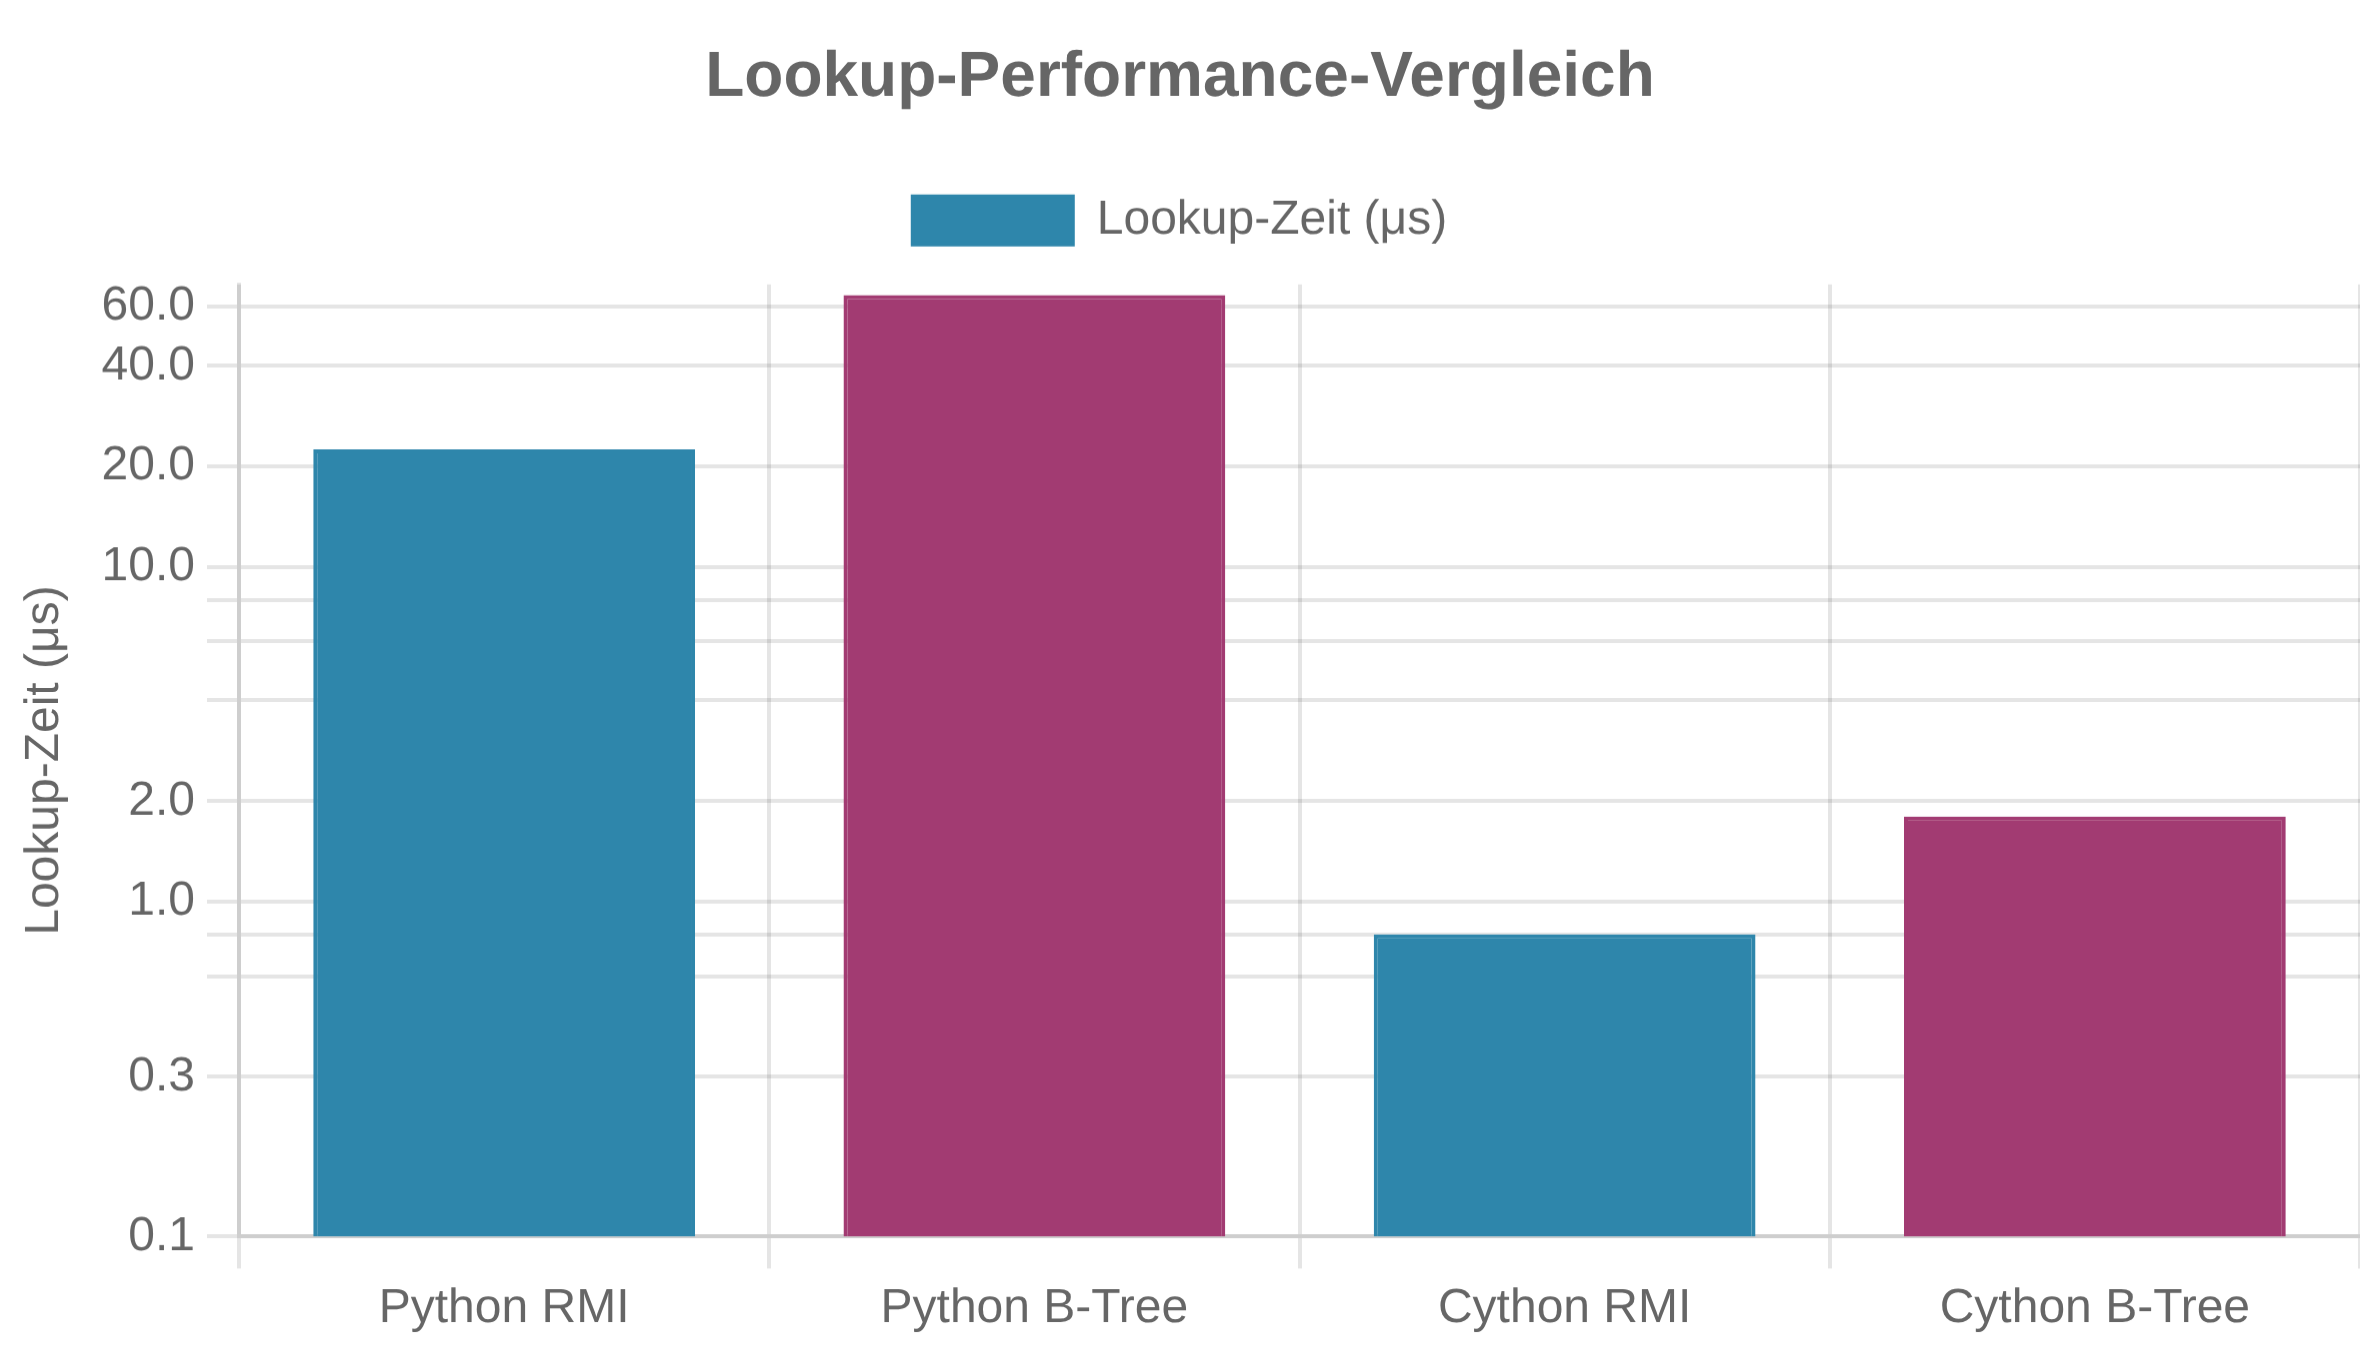 Lookup-Performance-Vergleich
Lookup-Zeit (µs)
Lookup-Zeit (µs)
60.0
40.0
20.0
10.0
2.0
1.0
0.3
0.1
Python RMI
Python B-Tree
Cython RMI
Cython B-Tree